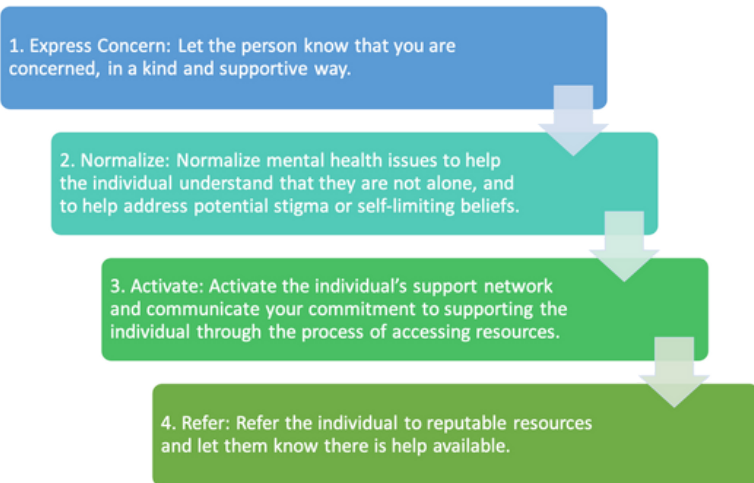 1. Express Concern: Let the person know that you are
concerned, in a kind and supportive way.
2. Normalize: Normalize mental health issues to help
the individual understand that they are not alone, and
to help address potential stigma or self-limiting beliefs.
3. Activate: Activate the individual’s support network
and communicate your commitment to supporting the
individual through the process of accessing resources.
4. Refer: Refer the individual to reputable resources
and let them know there is help available.